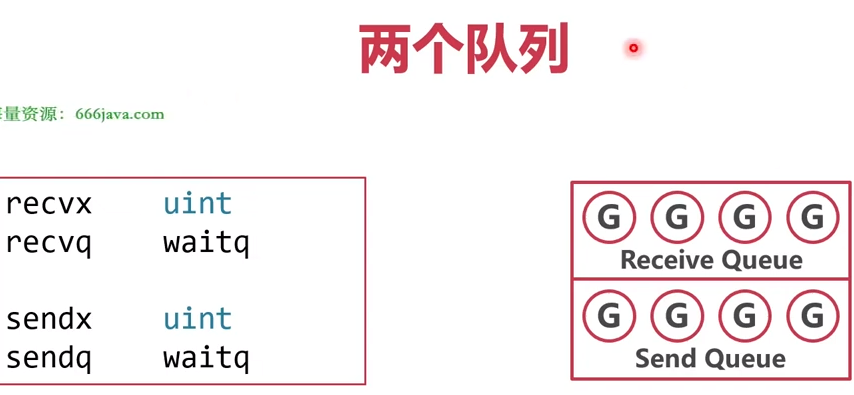 两个队列
量资源：666java.com
recvx uint
recvq waitq
sendx uint
sendq waitq
G G G G
Receive Queue
G G G G
Send Queue